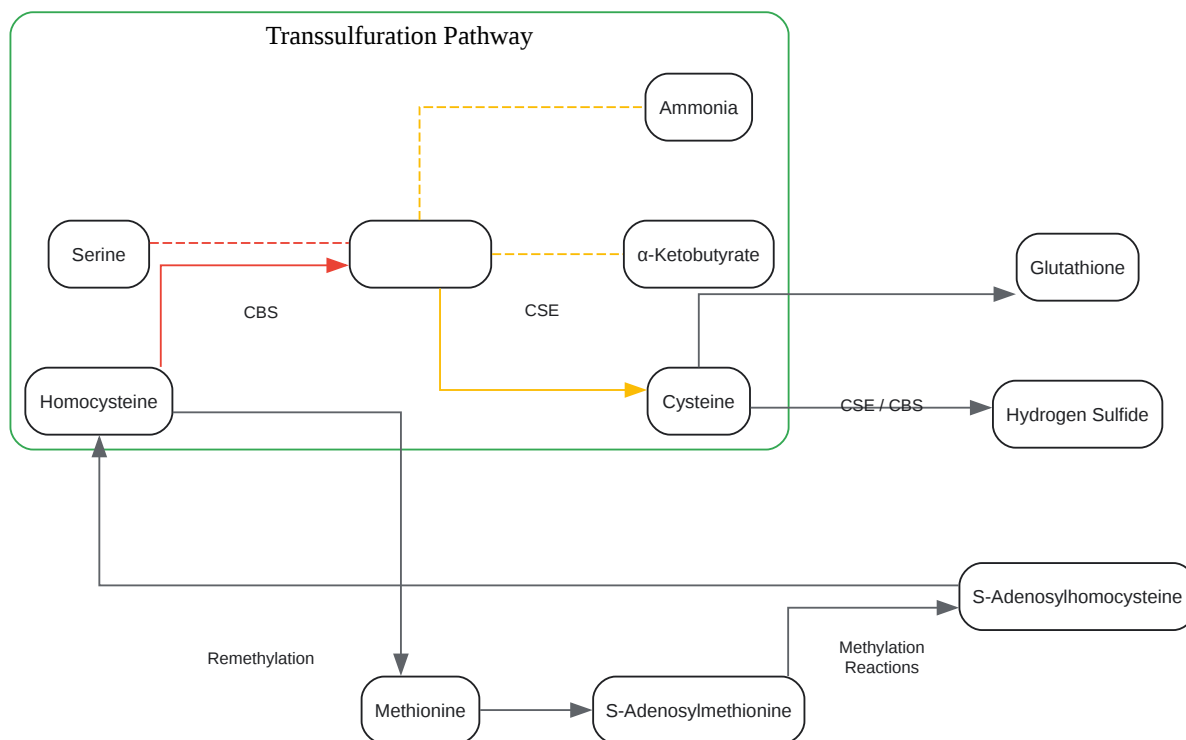 Transsulfuration Pathway
Ammonia
Serine
α-Ketobutyrate
Glutathione
CBS
CSE
Homocysteine
Cysteine
CSE / CBS
Hydrogen Sulfide
S-Adenosylhomocysteine
Remethylation
Methylation
Reactions
Methionine
S-Adenosylmethionine